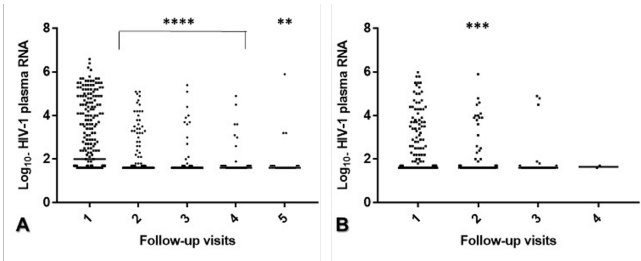 **** **
8
6
4
2
0
Log10- HIV-1 plasma RNA
1 2 3 4 5
Follow-up visits
A
***
8
6
4
2
0
Log10- HIV-1 plasma RNA
1 2 3 4
Follow-up visits
B